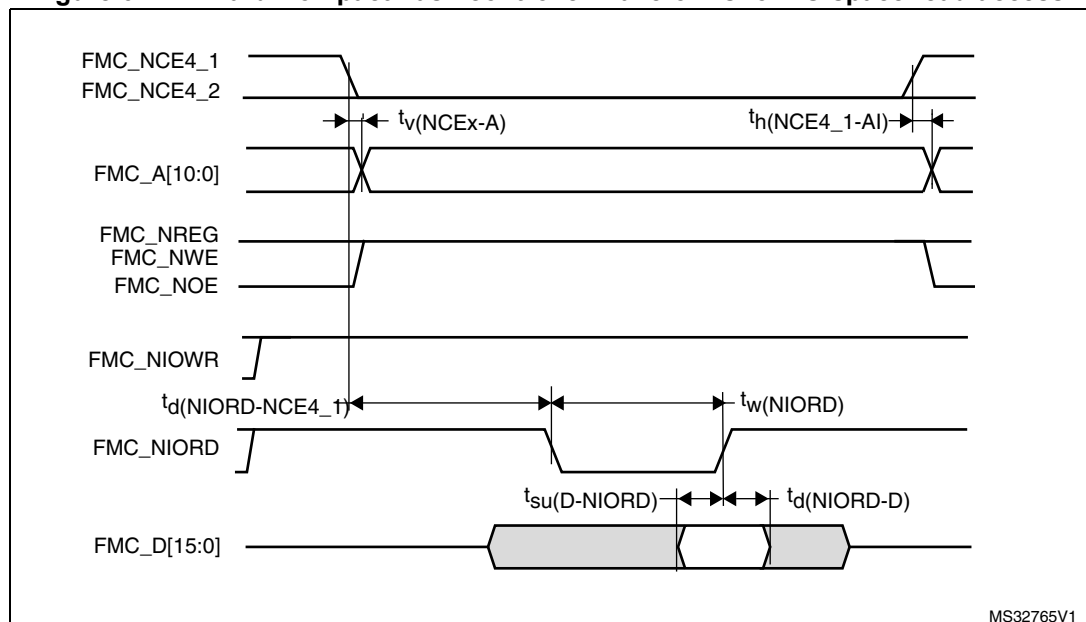 FMC_NCE4_1
FMC_NCE4_2
tv(NCEx-A)
th(NCE4_1-AI)
FMC_A[10:0]
FMC_NREG
FMC_NWE
FMC_NOE
FMC_NIOWR
td(NIORD-NCE4_1)
tw(NIORD)
FMC_NIORD
tsu(D-NIORD)
td(NIORD-D)
FMC_D[15:0]
MS32765V1